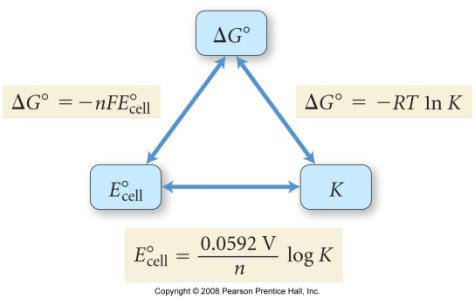 ΔG°
ΔG° = −nFE°cell
ΔG° = −RT ln K
E°cell
K
E°cell = 0.0592 V / n log K
Copyright © 2008 Pearson Prentice Hall, Inc.